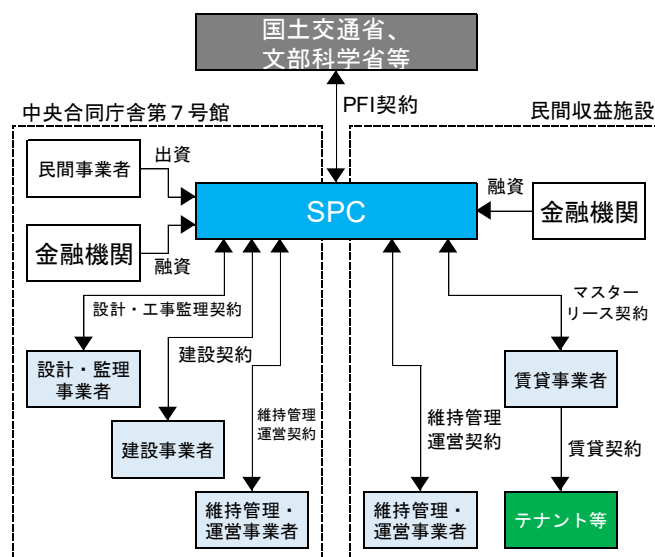 国土交通省、
文部科学省等
PFI契約
中央合同庁舎第７号館
民間収益施設
民間事業者
出資
金融機関
融資
SPC
融資
金融機関
設計・工事監理契約
設計・監理
事業者
建設契約
建設事業者
維持管理
運営契約
維持管理・
運営事業者
維持管理
運営契約
維持管理・
運営事業者
マスター
リース契約
賃貸事業者
賃貸契約
テナント等